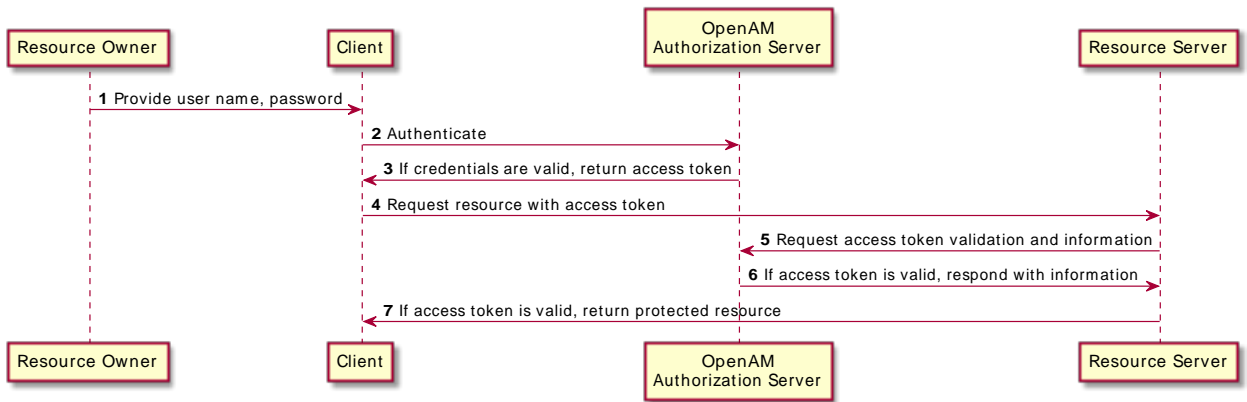 Resource Owner
Client
OpenAM
Authorization Server
Resource Server
1 Provide user name, password
2 Authenticate
3 If credentials are valid, return access token
4 Request resource with access token
5 Request access token validation and information
6 If access token is valid, respond with information
7 If access token is valid, return protected resource
Resource Owner
Client
OpenAM
Authorization Server
Resource Server